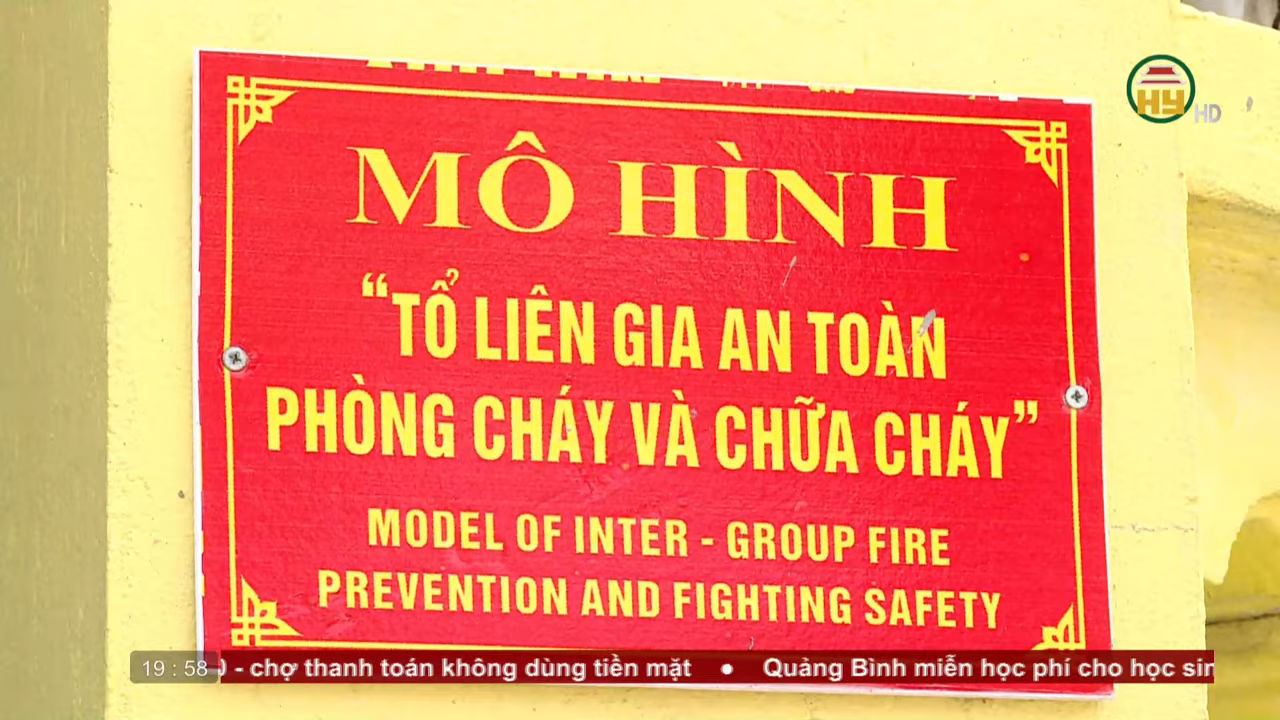 HY HD
MÔ HÌNH
“TỔ LIÊN GIA AN TOÀN
PHÒNG CHÁY VÀ CHỮA CHÁY”
MODEL OF INTER - GROUP FIRE
PREVENTION AND FIGHTING SAFETY
19 : 58 - chợ thanh toán không dùng tiền mặt • Quảng Bình miễn học phí cho học